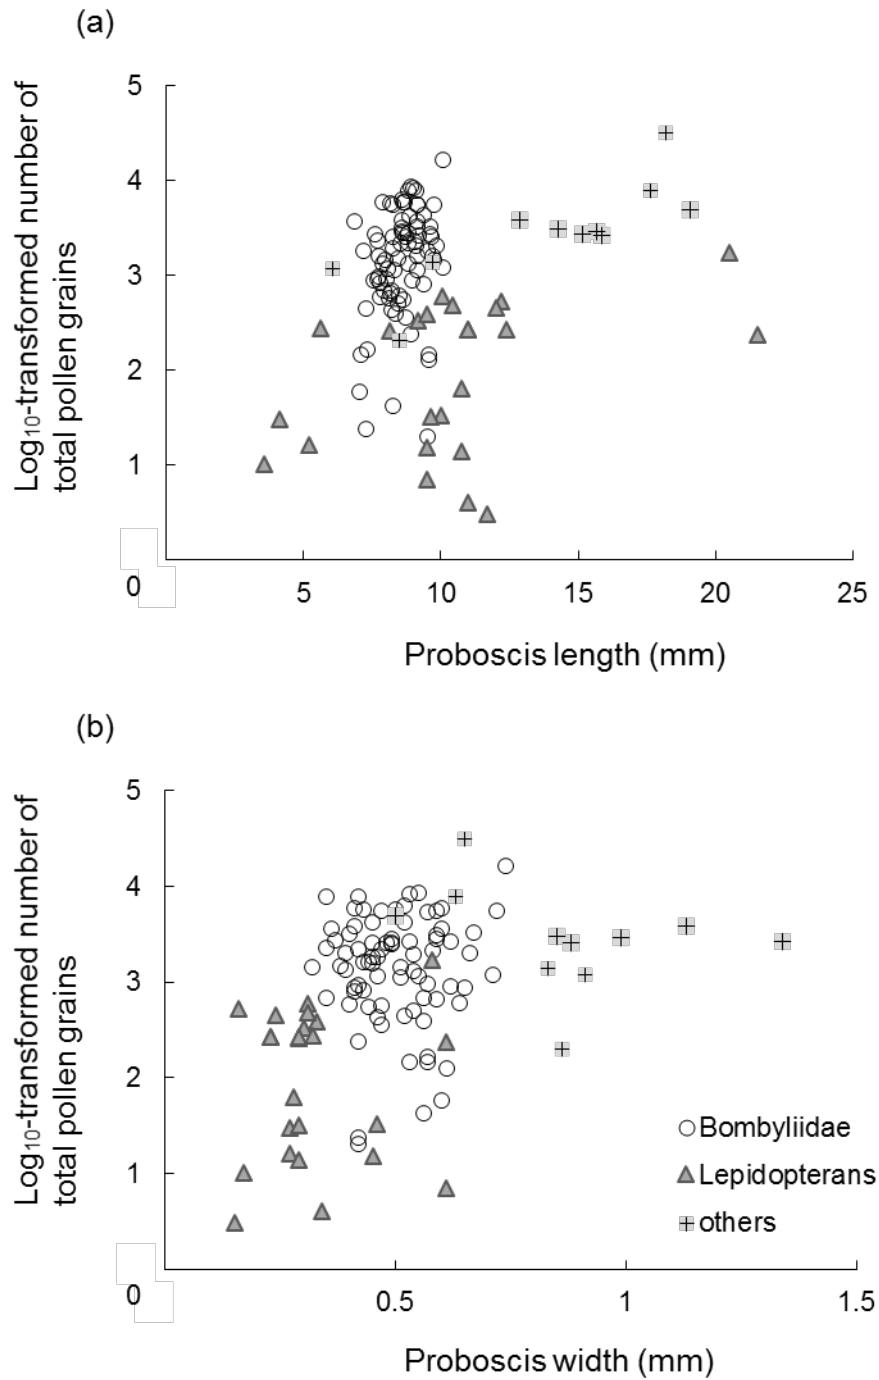 (a)
Log₁₀-transformed number of
total pollen grains
5
4
3
2
1
0
5
10
15
20
25
Proboscis length (mm)
(b)
Log₁₀-transformed number of
total pollen grains
5
4
3
2
1
0
0.5
1
1.5
Bombyliidae
Lepidopterans
others
Proboscis width (mm)